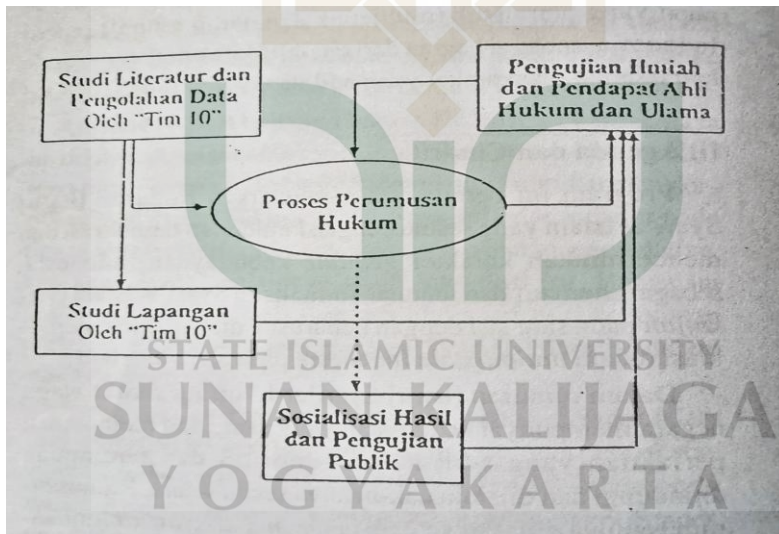 Studi Literatur dan
Pengolahan Data
Oleh "Tim 10"
Pengujian Ilmiah
dan Pendapat Ahli
Hukum dan Ulama
Proses Perumusan
Hukum
Studi Lapangan
Oleh "Tim 10"
Sosialisasi Hasil
dan Pengujian
Publik
STATE ISLAMIC UNIVERSITY
SUNAN KALIJAGA
YOGYAKARTA